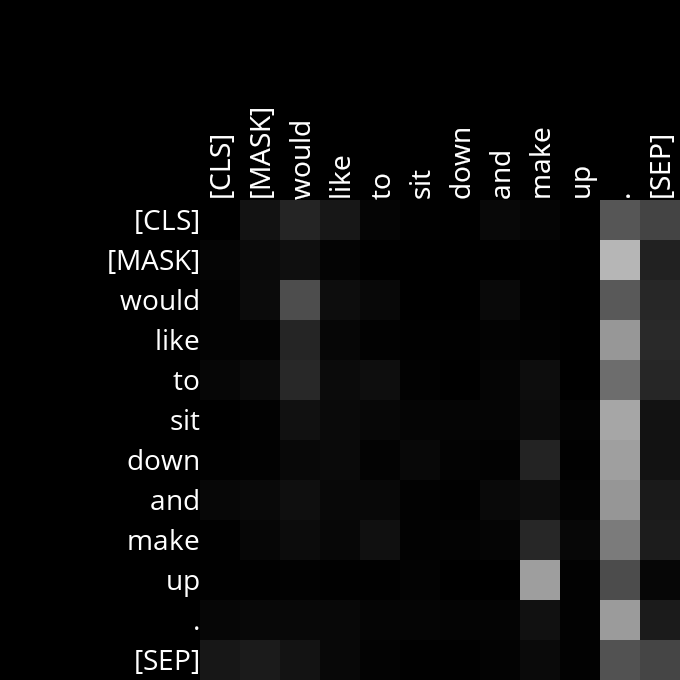 [CLS] [MASK] would like to sit down and make up . [SEP]
[CLS]
[MASK]
would
like
to
sit
down
and
make
up
.
[SEP]